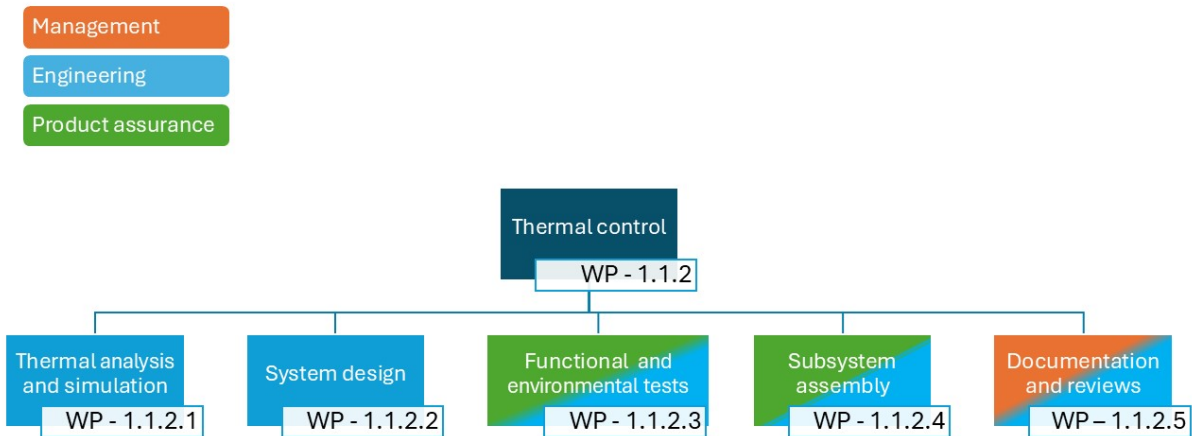 Management
Engineering
Product assurance
Thermal control
WP - 1.1.2
Thermal analysis
and simulation
WP - 1.1.2.1
System design
WP - 1.1.2.2
Functional and
environmental tests
WP - 1.1.2.3
Subsystem
assembly
WP - 1.1.2.4
Documentation
and reviews
WP – 1.1.2.5